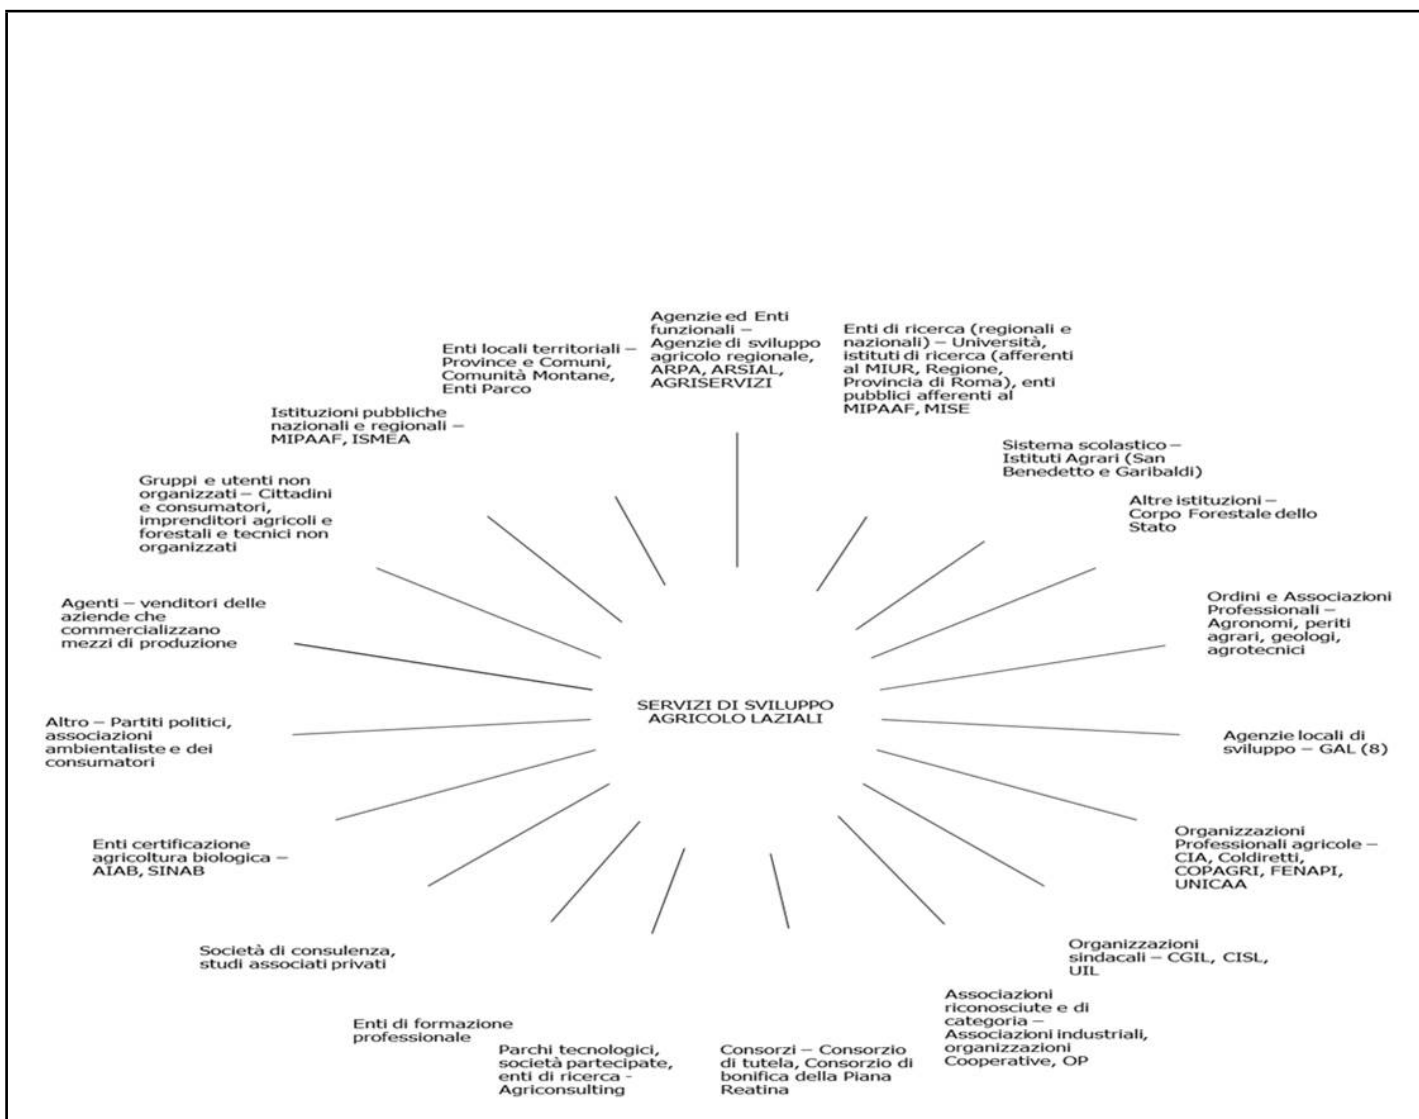 Agenzie ed Enti
funzionali –
Agenzie di sviluppo
agricolo regionale,
ARPA, ARSIAL,
AGRISERVIZI
Enti di ricerca (regionali e
nazionali) – Università,
istituti di ricerca (afferenti
al MIUR, Regione,
Provincia di Roma), enti
pubblici afferenti al
MIPAAF, MISE
Sistema scolastico –
Istituti Agrari (San
Benedetto e Garibaldi)
Altre istituzioni –
Corpo Forestale dello
Stato
Ordini e Associazioni
Professionali –
Agronomi, periti
agrari, geologi,
agrotecnici
Agenzie locali di
sviluppo – GAL (8)
Organizzazioni
Professionali agricole –
CIA, Coldiretti,
COPAGRI, FENAPI,
UNICAA
Organizzazioni
sindacali – CGIL, CISL,
UIL
Associazioni
riconosciute e di
categoria –
Associazioni industriali,
organizzazioni
Cooperative, OP
Consorzi – Consorzio
di tutela, Consorzio di
bonifica della Piana
Reatina
Parchi tecnologici,
società partecipate,
enti di ricerca -
Agriconsulting
Enti di formazione
professionale
Società di consulenza,
studi associati privati
Enti certificazione
agricoltura biologica –
AIAB, SINAB
Altro – Partiti politici,
associazioni
ambientaliste e dei
consumatori
Agenti – venditori delle
aziende che
commercializzano
mezzi di produzione
Gruppi e utenti non
organizzati – Cittadini
e consumatori,
imprenditori agricoli e
forestali e tecnici non
organizzati
Istituzioni pubbliche
nazionali e regionali –
MIPAAF, ISMEA
Enti locali territoriali –
Province e Comuni,
Comunità Montane,
Enti Parco
SERVIZI DI SVILUPPO
AGRICOLO LAZIALI